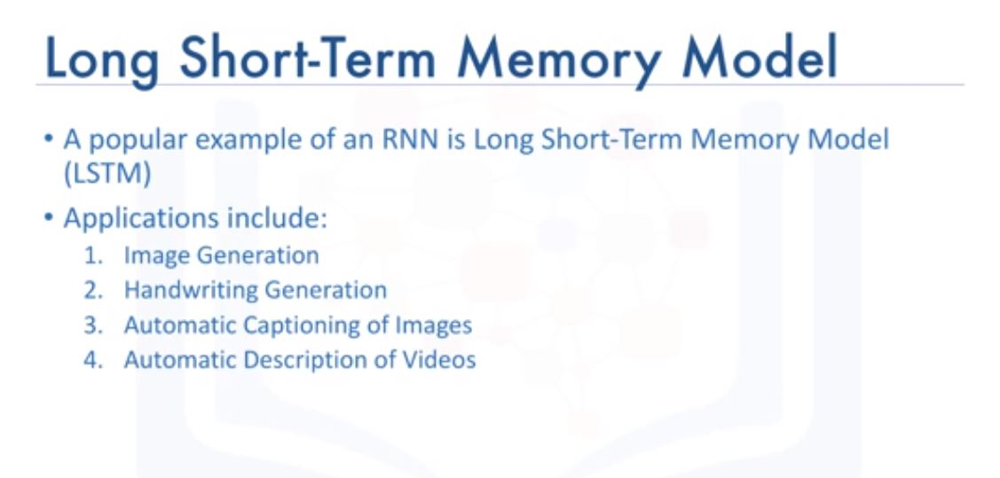 Long Short-Term Memory Model
• A popular example of an RNN is Long Short-Term Memory Model
(LSTM)
• Applications include:
1. Image Generation
2. Handwriting Generation
3. Automatic Captioning of Images
4. Automatic Description of Videos